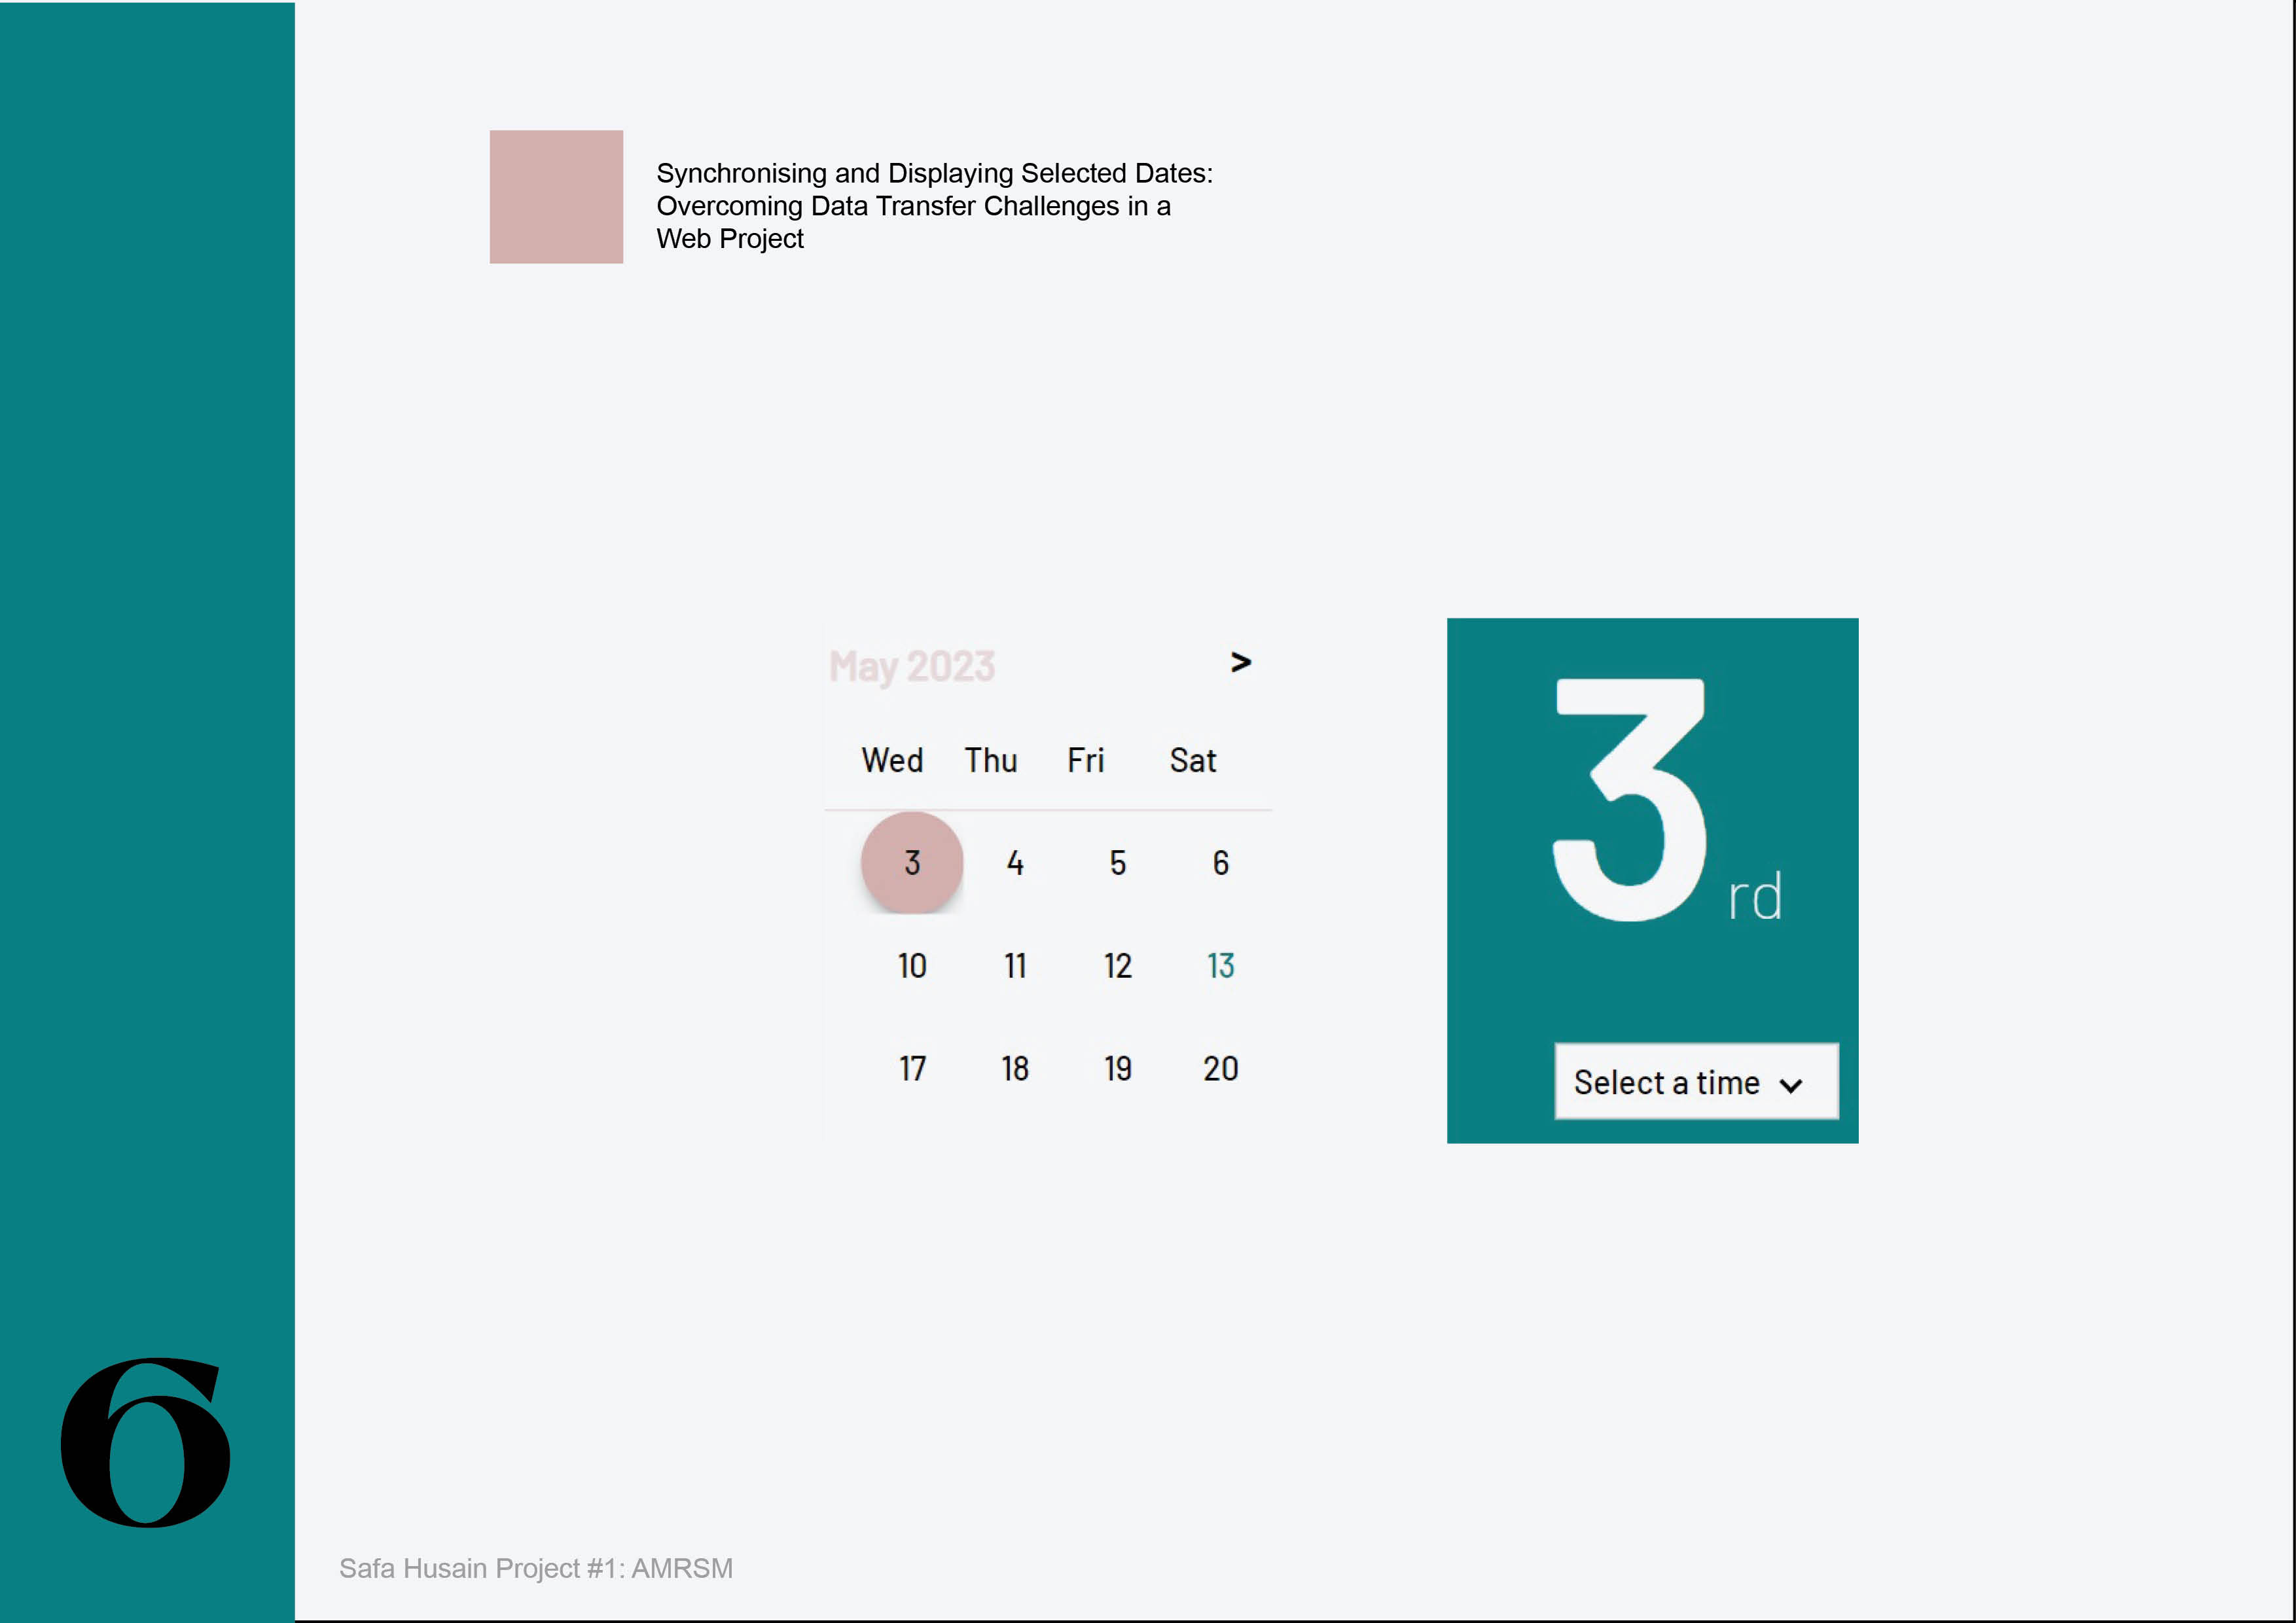 Synchronising and Displaying Selected Dates:
Overcoming Data Transfer Challenges in a
Web Project
May 2023 >
Wed Thu Fri Sat
3 4 5 6
10 11 12 13
17 18 19 20
3 rd
Select a time
6
Safa Husain Project #1: AMRSM